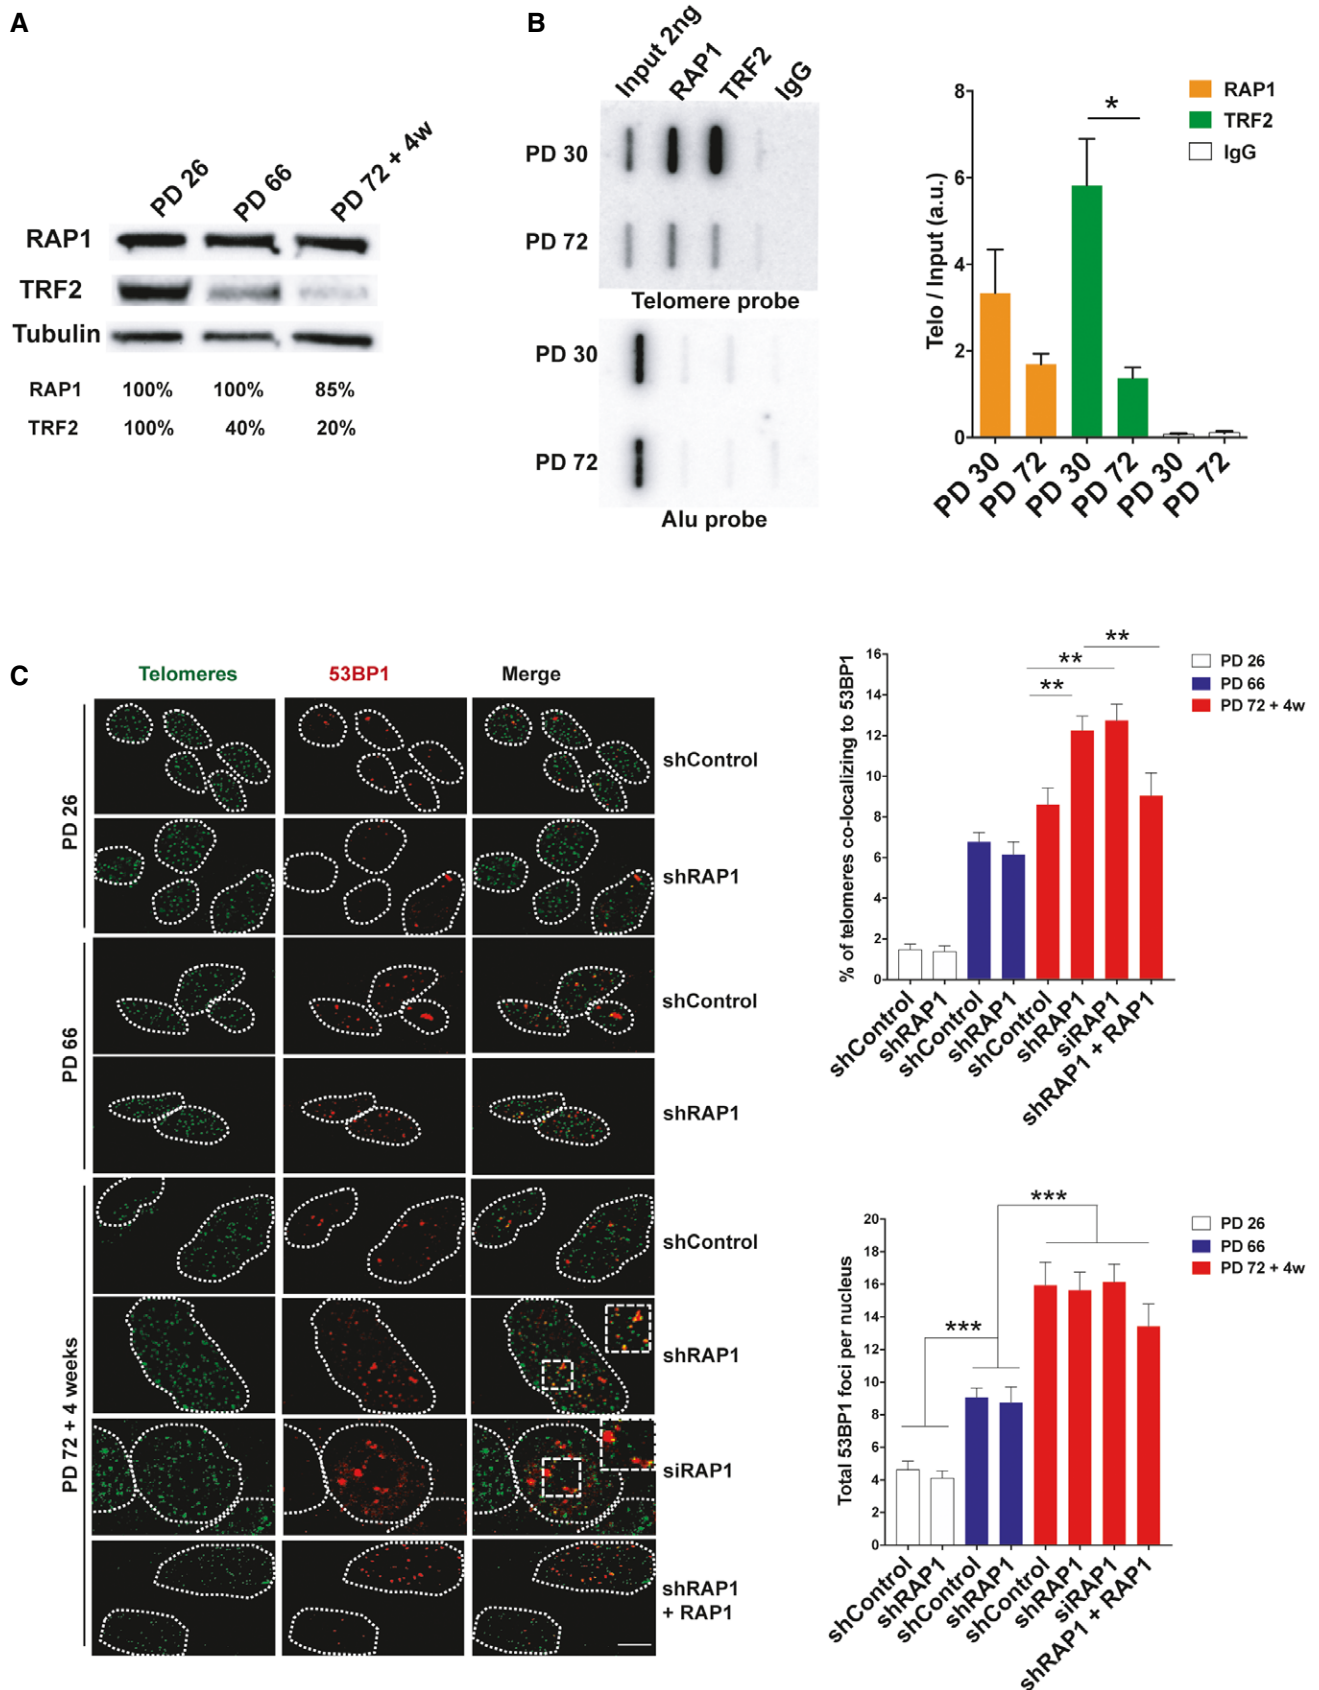 A
PD 26
PD 66
PD 72 + 4w
RAP1
TRF2
Tubulin
RAP1 100% 100% 85%
TRF2 100% 40% 20%
B
Input 2ng
RAP1
TRF2
IgG
PD 30
PD 72
Telomere probe
PD 30
PD 72
Alu probe
Telo / Input (a.u.)
8
6
4
2
0
*
RAP1
TRF2
IgG
PD 30
PD 72
PD 30
PD 72
PD 30
PD 72
C
Telomeres
53BP1
Merge
PD 26
shControl
shRAP1
PD 66
shControl
shRAP1
PD 72 + 4 weeks
shControl
shRAP1
siRAP1
shRAP1
+ RAP1
% of telomeres co-localizing to 53BP1
16
14
12
10
8
6
4
2
0
**
**
**
PD 26
PD 66
PD 72 + 4w
shControl
shRAP1
shControl
shRAP1
shControl
shRAP1
siRAP1
shRAP1 + RAP1
Total 53BP1 foci per nucleus
20
18
16
14
12
10
8
6
4
2
0
***
***
PD 26
PD 66
PD 72 + 4w
shControl
shRAP1
shControl
shRAP1
shControl
shRAP1
siRAP1
shRAP1 + RAP1